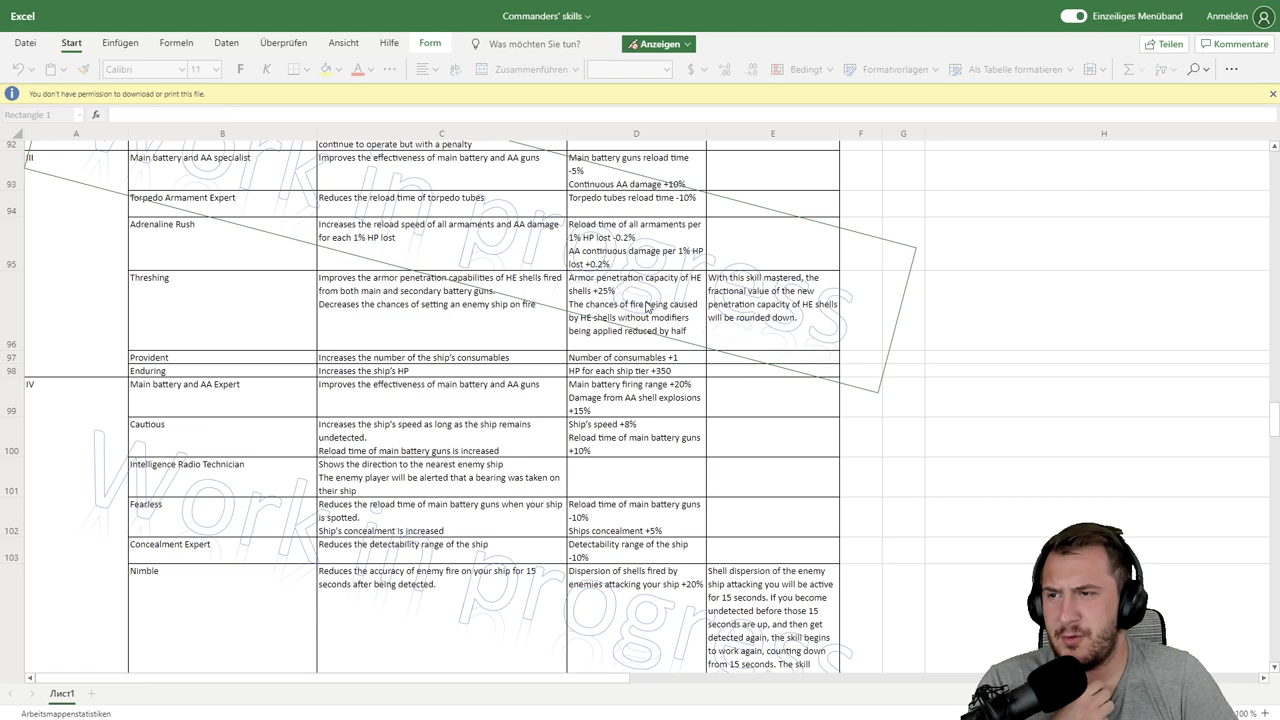 Excel
Commanders' skills
Einzeiliges Menüband
Anmelden
Datei
Start
Einfügen
Formeln
Daten
Überprüfen
Ansicht
Hilfe
Form
Was möchten Sie tun?
Anzeigen
Teilen
Kommentare
Calibri
11
F
K
A
ab
Zusammenführen
$
Bedingt
Formatvorlagen
Als Tabelle formatieren
Σ
You don't have permission to download or print this file.
Rectangle 1
fx
A
B
C
D
E
F
G
H
92
continue to operate but with a penalty
III
Main battery and AA specialist
Improves the effectiveness of main battery and AA guns
Main battery guns reload time
-5%
Continuous AA damage +10%
93
Torpedo Armament Expert
Reduces the reload time of torpedo tubes
Torpedo tubes reload time -10%
94
Adrenaline Rush
Increases the reload speed of all armaments and AA damage
for each 1% HP lost
Reload time of all armaments per
1% HP lost -0.2%
AA continuous damage per 1% HP
lost +0.2%
95
Threshing
Improves the armor penetration capabilities of HE shells fired
from both main and secondary battery guns.
Decreases the chances of setting an enemy ship on fire
Armor penetration capacity of HE
shells +25%
The chances of fire being caused
by HE shells without modifiers
being applied reduced by half
With this skill mastered, the
fractional value of the new
penetration capacity of HE shells
will be rounded down.
96
97
Provident
Increases the number of the ship's consumables
Number of consumables +1
98
Enduring
Increases the ship's HP
HP for each ship tier +350
IV
Main battery and AA Expert
Improves the effectiveness of main battery and AA guns
Main battery firing range +20%
Damage from AA shell explosions
+15%
99
Cautious
Increases the ship's speed as long as the ship remains
undetected.
Reload time of main battery guns is increased
Ship's speed +8%
Reload time of main battery guns
+10%
100
Intelligence Radio Technician
Shows the direction to the nearest enemy ship
The enemy player will be alerted that a bearing was taken on
their ship
101
Fearless
Reduces the reload time of main battery guns when your ship
is spotted.
Ship's concealment is increased
Reload time of main battery guns
-10%
Ships concealment +5%
102
Concealment Expert
Reduces the detectability range of the ship
Detectability range of the ship
-10%
103
Nimble
Reduces the accuracy of enemy fire on your ship for 15
seconds after being detected.
Dispersion of shells fired by
enemies attacking your ship +20%
Shell dispersion of the enemy
ship attacking you will be active
for 15 seconds. If you become
undetected before those 15
seconds are up, and then get
detected again, the skill begins
to work again, counting down
from 15 seconds. The skill
Work in progress
Work in progress
Лист1
Arbeitsmappenstatistiken
100 %